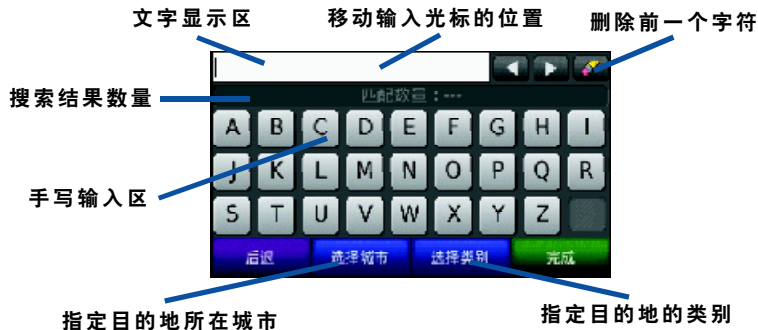 文字显示区 移动输入光标的位置 删除前一个字符
搜索结果数量
匹配数量：---
A B C D E F G H I
J K L M N O P Q R
手写输入区
S T U V W X Y Z
后退 选择城市 选择类别 完成
指定目的地所在城市 指定目的地的类别